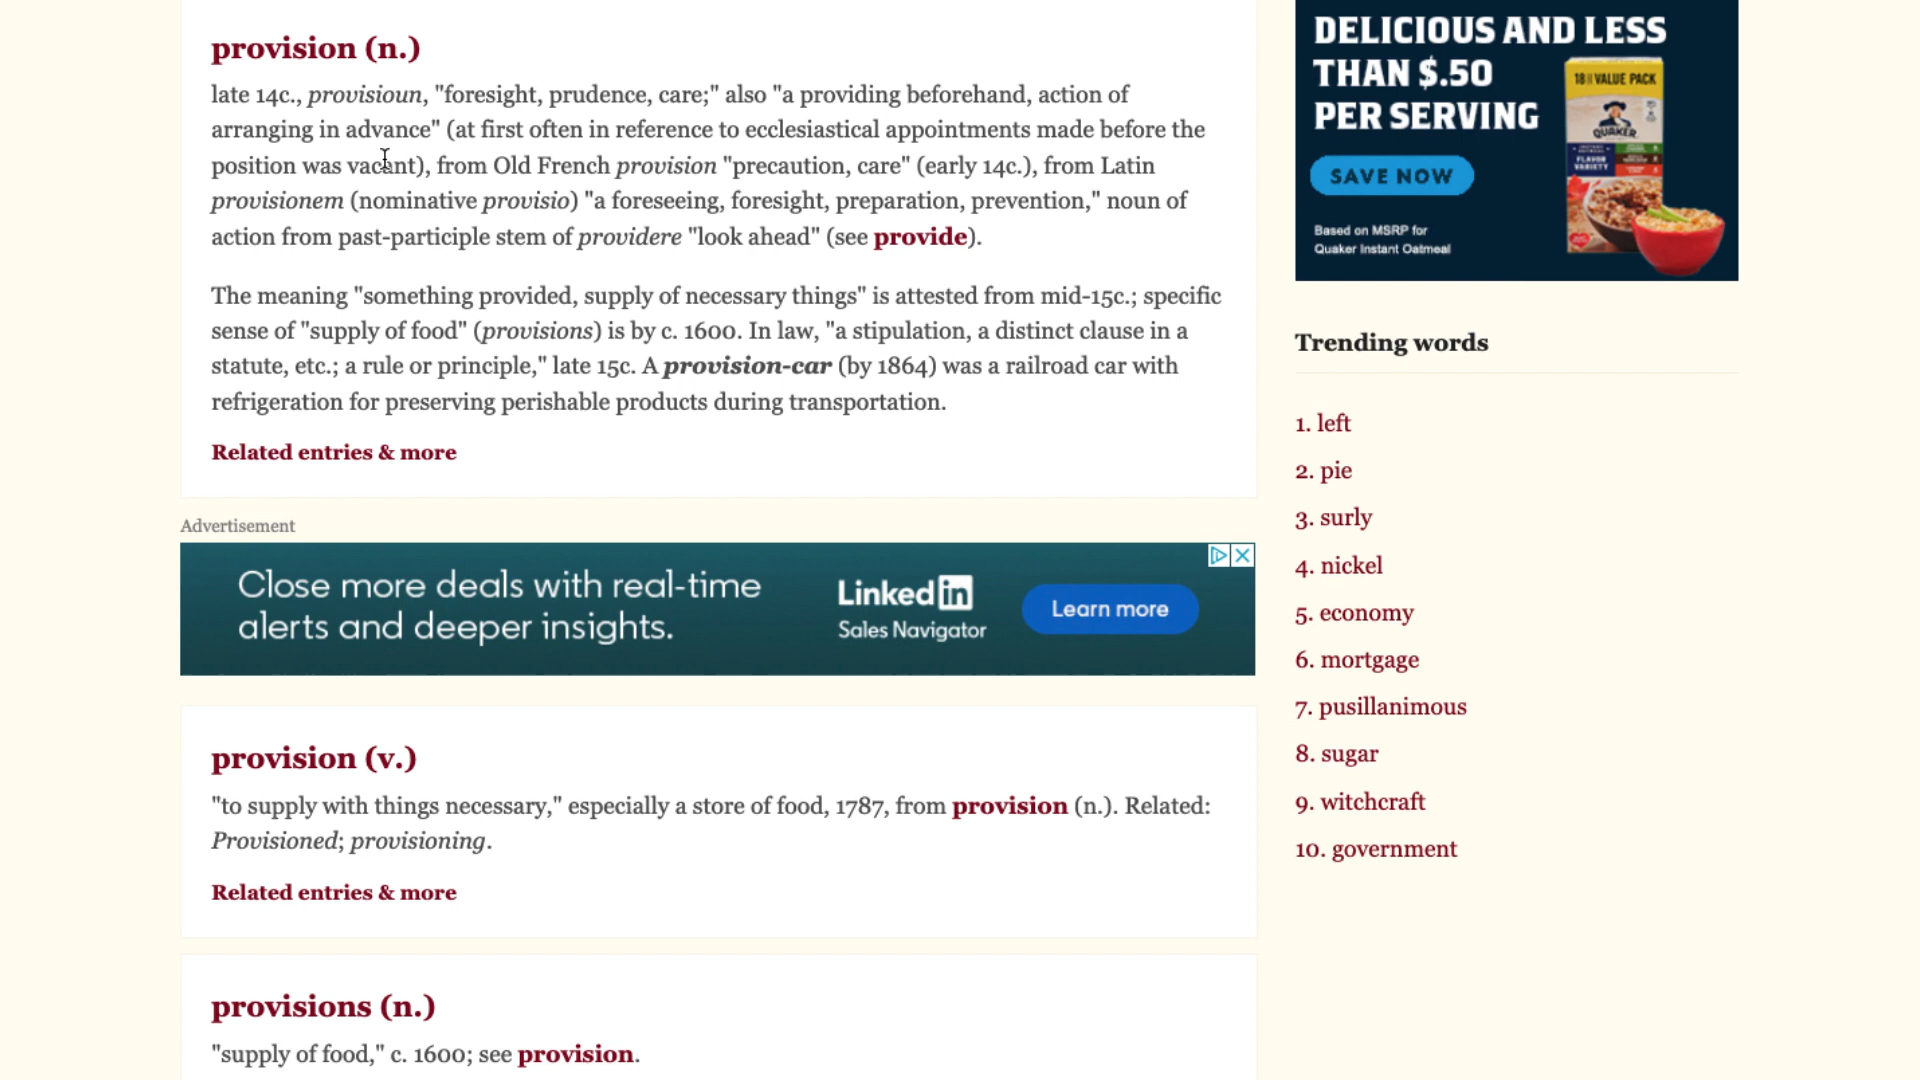 provision (n.)
late 14c., provisioun, "foresight, prudence, care;" also "a providing beforehand, action of
arranging in advance" (at first often in reference to ecclesiastical appointments made before the
position was vacant), from Old French provision "precaution, care" (early 14c.), from Latin
provisionem (nominative provisio) "a foreseeing, foresight, preparation, prevention," noun of
action from past-participle stem of providere "look ahead" (see provide).
The meaning "something provided, supply of necessary things" is attested from mid-15c.; specific
sense of "supply of food" (provisions) is by c. 1600. In law, "a stipulation, a distinct clause in a
statute, etc.; a rule or principle," late 15c. A provision-car (by 1864) was a railroad car with
refrigeration for preserving perishable products during transportation.
Related entries & more
Advertisement
Close more deals with real-time
alerts and deeper insights.
Linked in
Sales Navigator
Learn more
provision (v.)
"to supply with things necessary," especially a store of food, 1787, from provision (n.). Related:
Provisioned; provisioning.
Related entries & more
provisions (n.)
"supply of food," c. 1600; see provision.
DELICIOUS AND LESS
THAN $.50
PER SERVING
SAVE NOW
Based on MSRP for
Quaker Instant Oatmeal
VALUE PACK
QUAKER
FLAVOR
VARIETY
Trending words
1. left
2. pie
3. surly
4. nickel
5. economy
6. mortgage
7. pusillanimous
8. sugar
9. witchcraft
10. government